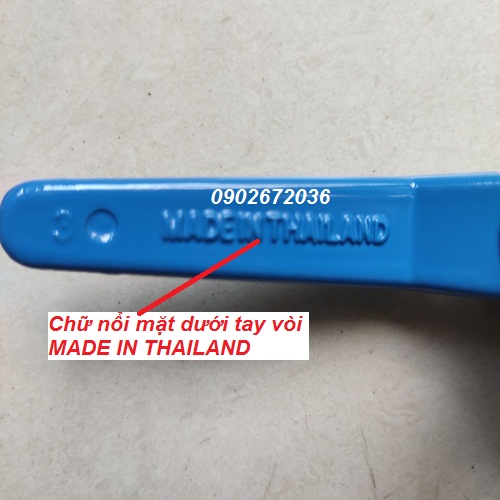 0902672036
3 MADE IN THAILAND
Chữ nổi mặt dưới tay vòi
MADE IN THAILAND